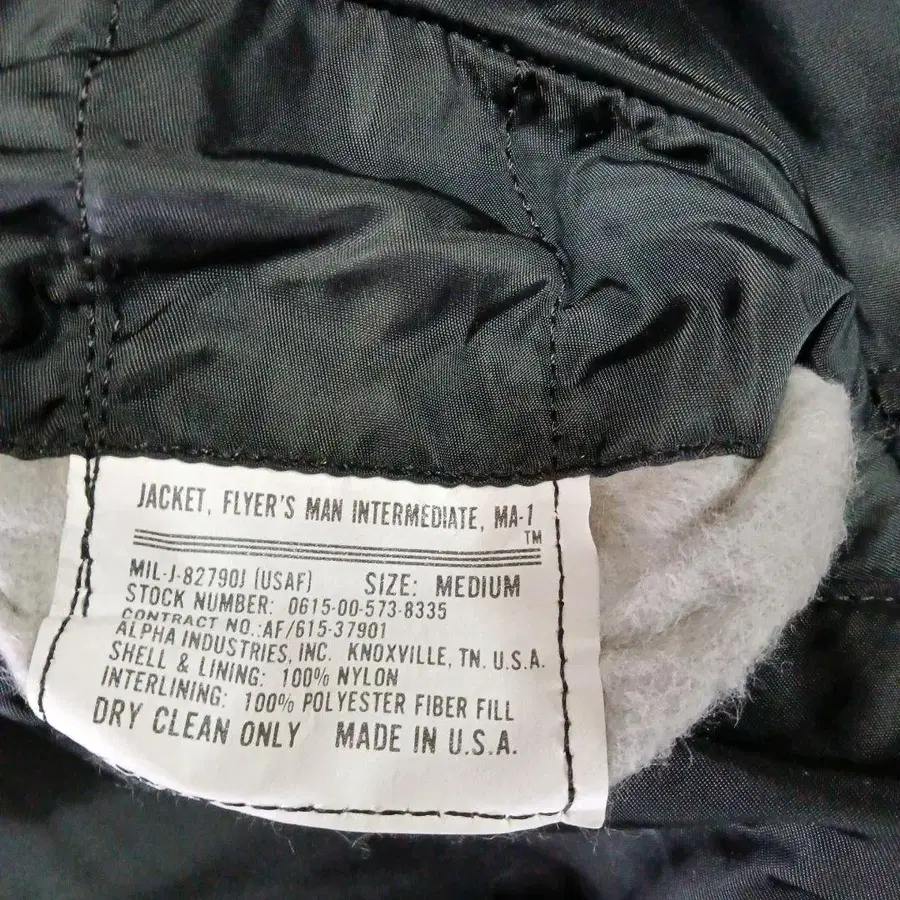 JACKET, FLYER'S MAN INTERMEDIATE, MA-1
TM
MIL-J-82790J (USAF) SIZE: MEDIUM
STOCK NUMBER: 0615-00-573-8335
CONTRACT NO.:AF/615-37901
ALPHA INDUSTRIES, INC. KNOXVILLE, TN. U.S.A.
SHELL & LINING: 100% NYLON
INTERLINING: 100% POLYESTER FIBER FILL
DRY CLEAN ONLY MADE IN U.S.A.